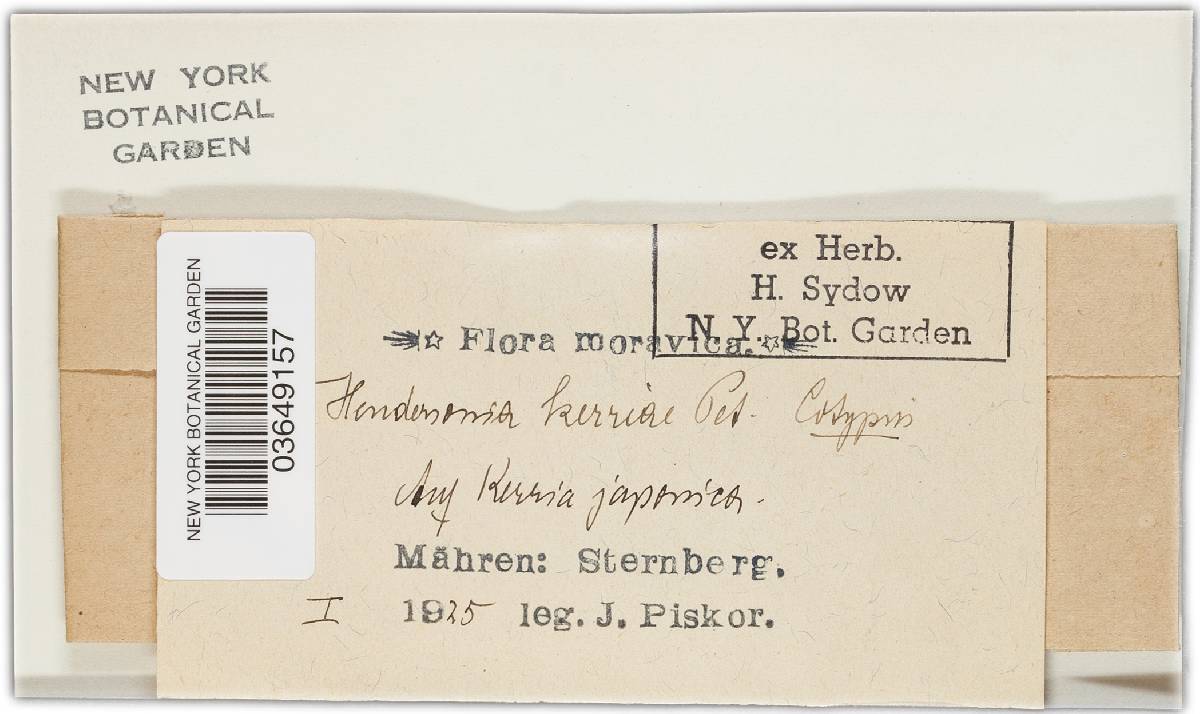 NEW YORK
BOTANICAL
GARDEN
NEW YORK BOTANICAL GARDEN
03649157
ex Herb.
H. Sydow
N. Y. Bot. Garden
Flora moravica.
Hendersonia kerriae Pet. Cotypus
Auf Kerria japonica.
Mähren: Sternberg.
I 1925 leg. J. Piskor.